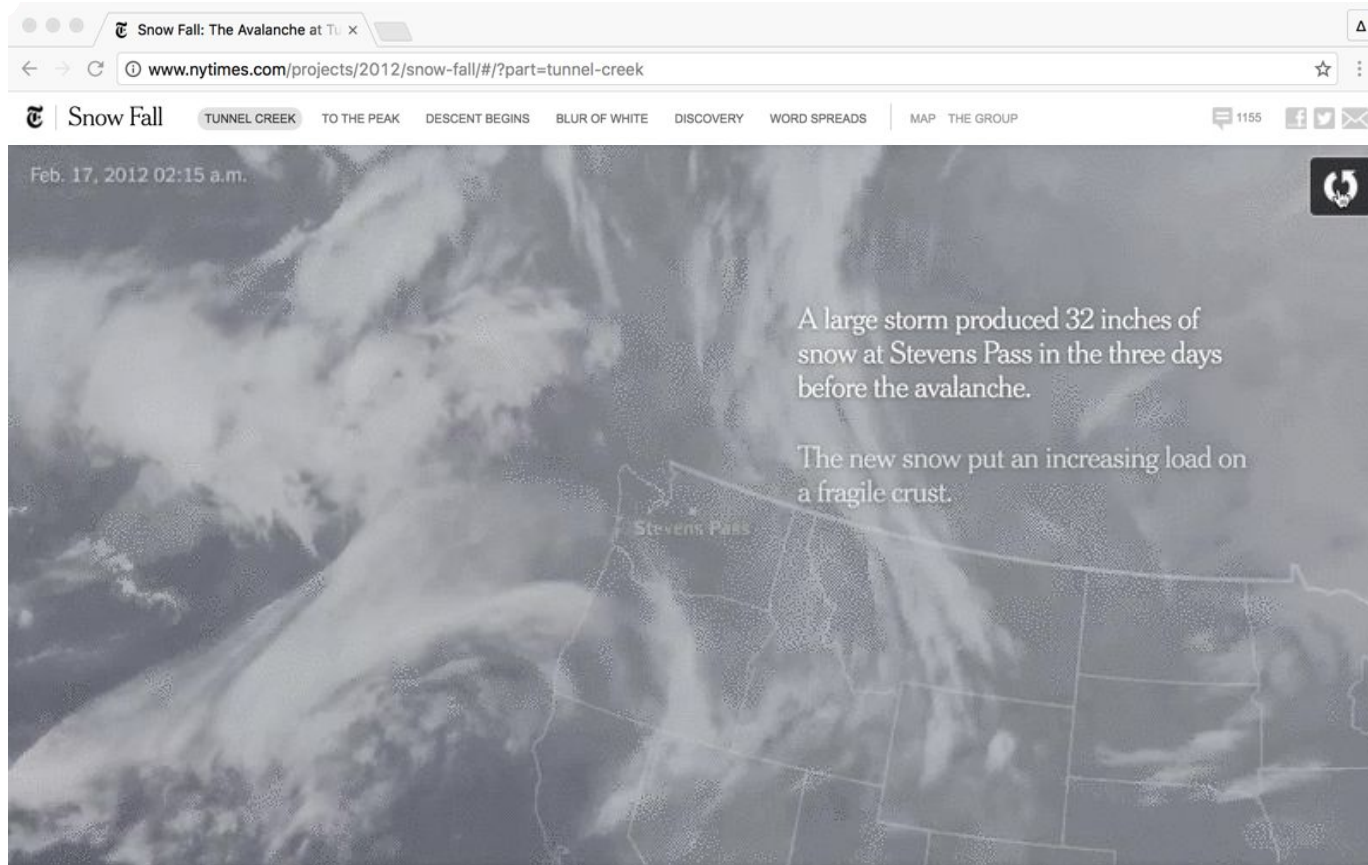 Snow Fall: The Avalanche at Tu
www.nytimes.com/projects/2012/snow-fall/#/?part=tunnel-creek
T Snow Fall TUNNEL CREEK TO THE PEAK DESCENT BEGINS BLUR OF WHITE DISCOVERY WORD SPREADS MAP THE GROUP 1155
Feb. 17, 2012 02:15 a.m.
A large storm produced 32 inches of
snow at Stevens Pass in the three days
before the avalanche.
The new snow put an increasing load on
a fragile crust.
Stevens Pass